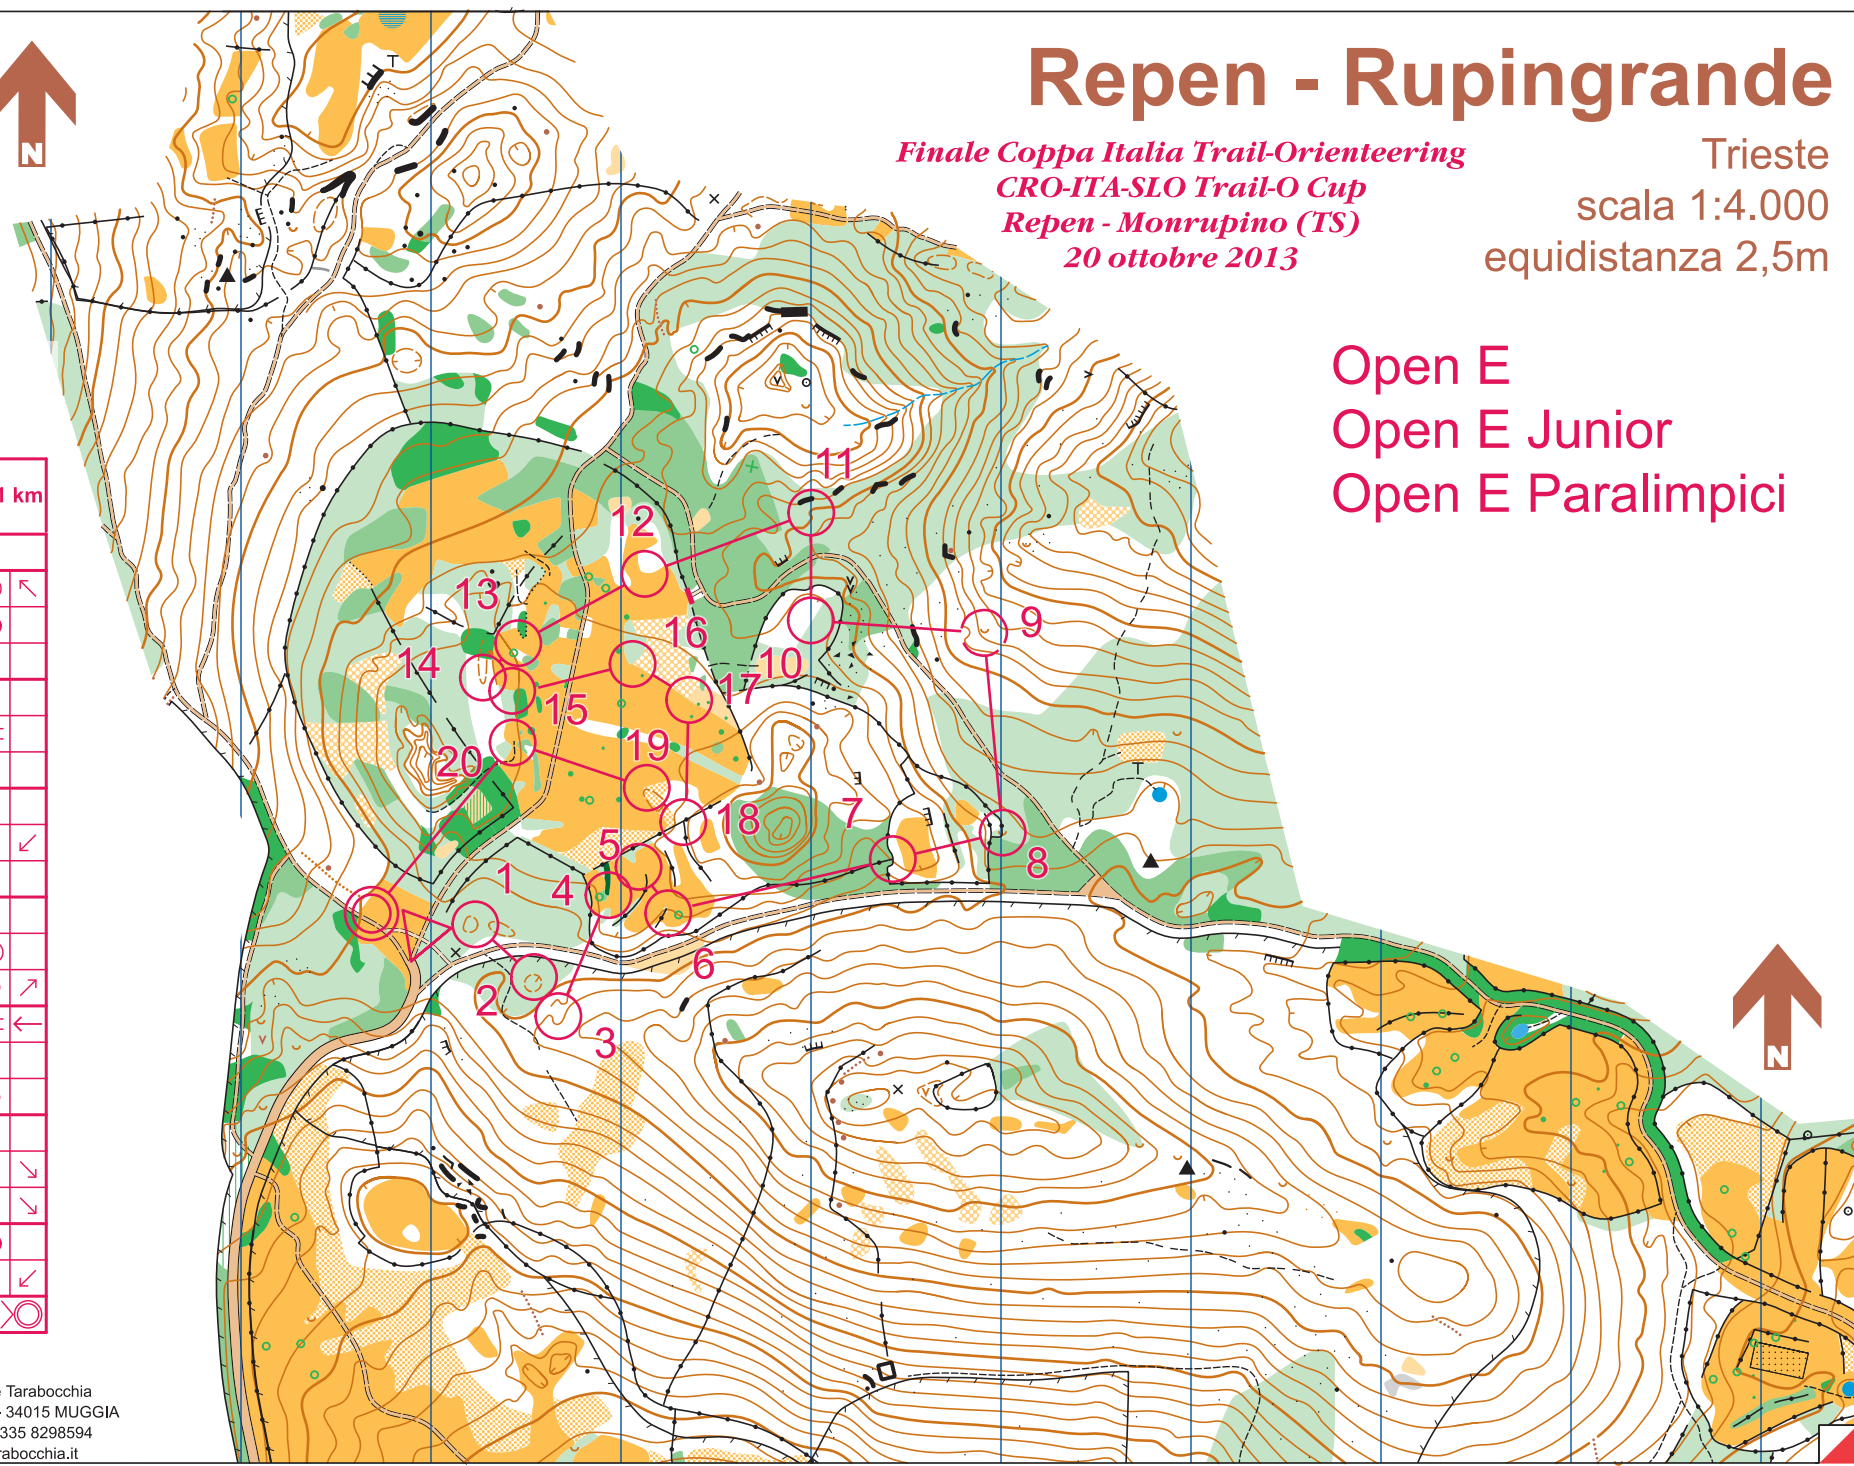 Repen - Rupingrande
Finale Coppa Italia Trail-Orienteering
CRO-ITA-SLO Trail-O Cup
Repen - Monrupino (TS)
20 ottobre 2013
Trieste
scala 1:4.000
equidistanza 2,5m
Open E
Open E Junior
Open E Paralimpici
N
1 km
11
12
13
9
16
14
10
17
15
19
20
7
18
5
8
1
4
6
2
3
N
Tarabocchia
- 34015 MUGGIA
335 8298594
rabocchia.it